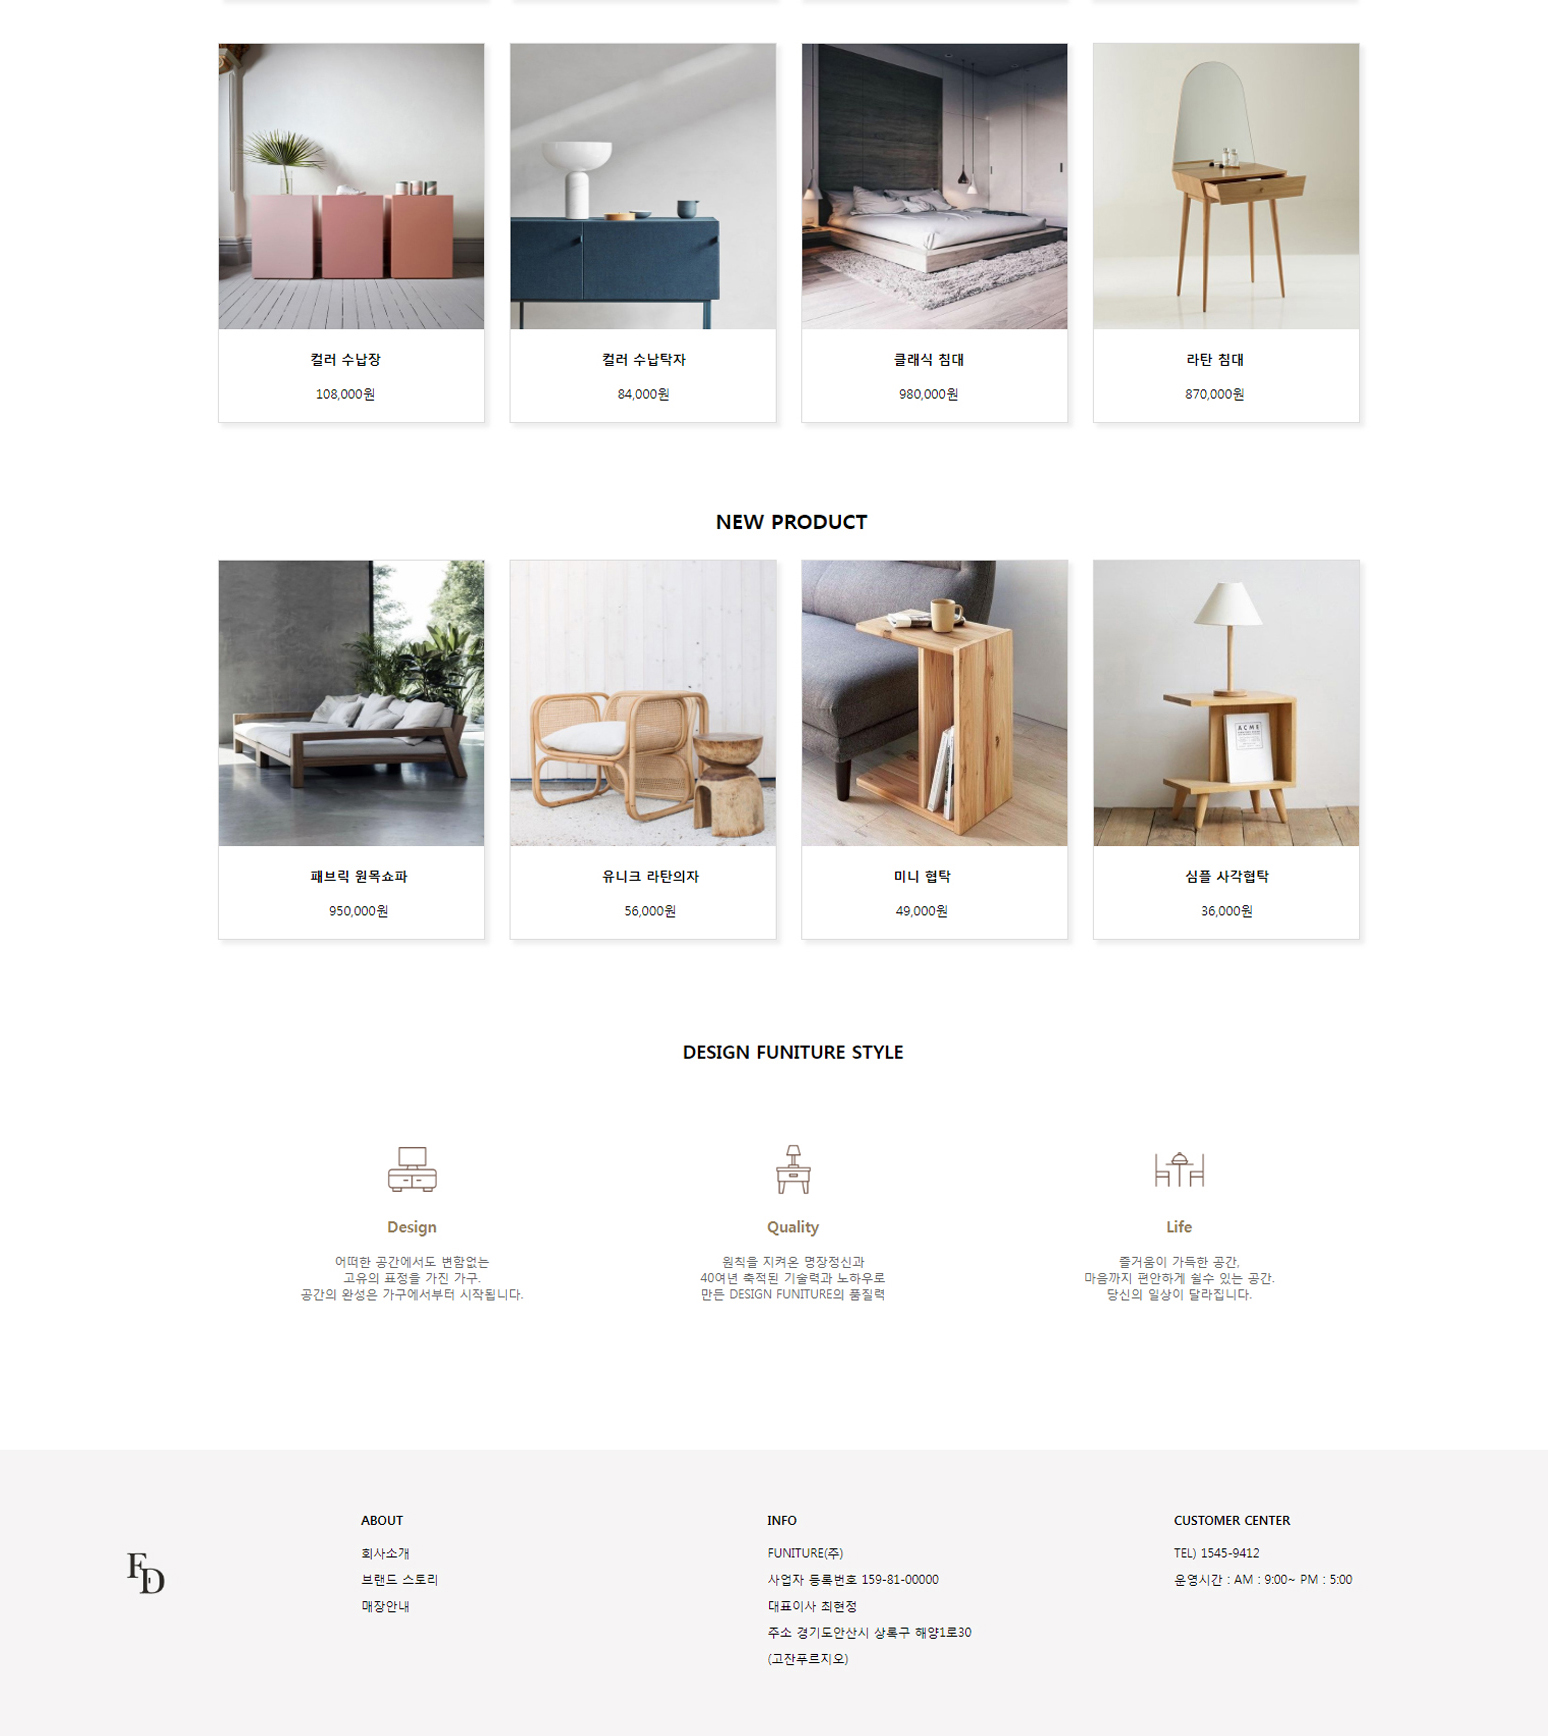 컬러 수납장
108,000원
컬러 수납탁자
84,000원
클래식 침대
980,000원
라탄 침대
870,000원
NEW PRODUCT
ACME
패브릭 원목쇼파
950,000원
유니크 라탄의자
56,000원
미니 협탁
49,000원
심플 사각협탁
36,000원
DESIGN FUNITURE STYLE
Design
어떠한 공간에서도 변함없는
고유의 표정을 가진 가구.
공간의 완성은 가구에서부터 시작됩니다.
Quality
원칙을 지켜온 명장정신과
40여년 축적된 기술력과 노하우로
만든 DESIGN FUNITURE의 품질력
Life
즐거움이 가득한 공간,
마음까지 편안하게 쉴수 있는 공간.
당신의 일상이 달라집니다.
FD
ABOUT
회사소개
브랜드 스토리
매장안내
INFO
FUNITURE(주)
사업자 등록번호 159-81-00000
대표이사 최현정
주소 경기도안산시 상록구 해양1로30
(고잔푸르지오)
CUSTOMER CENTER
TEL) 1545-9412
운영시간 : AM : 9:00~ PM : 5:00